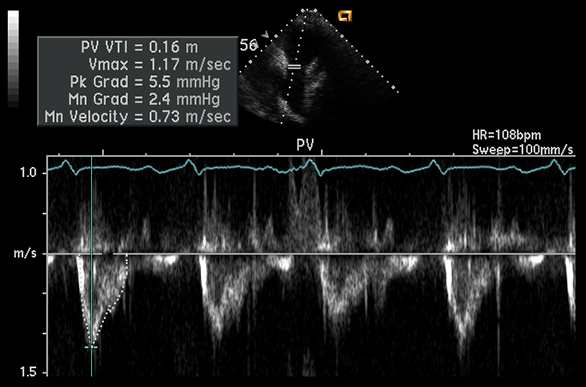 PV VTI = 0.16 m
Vmax = 1.17 m/sec
Pk Grad = 5.5 mmHg
Mn Grad = 2.4 mmHg
Mn Velocity = 0.73 m/sec
56
PV
HR=108bpm
Sweep=100mm/s
1.0
m/s
1.5